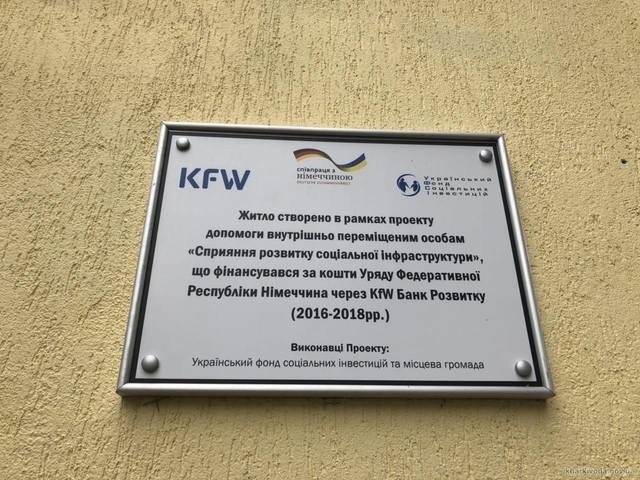 KFW
співпраця з
НІМЕЧЧИНОЮ
DEUTSCHE ZUSAMMENARBEIT
Український
Фонд
Соціальних
Інвестицій
Житло створено в рамках проекту
допомоги внутрішньо переміщеним особам
«Сприяння розвитку соціальної інфраструктури»,
що фінансувався за кошти Уряду Федеративної
Республіки Німеччина через KfW Банк Розвитку
(2016-2018рр.)
Виконавці Проекту:
Український фонд соціальних інвестицій та місцева громада